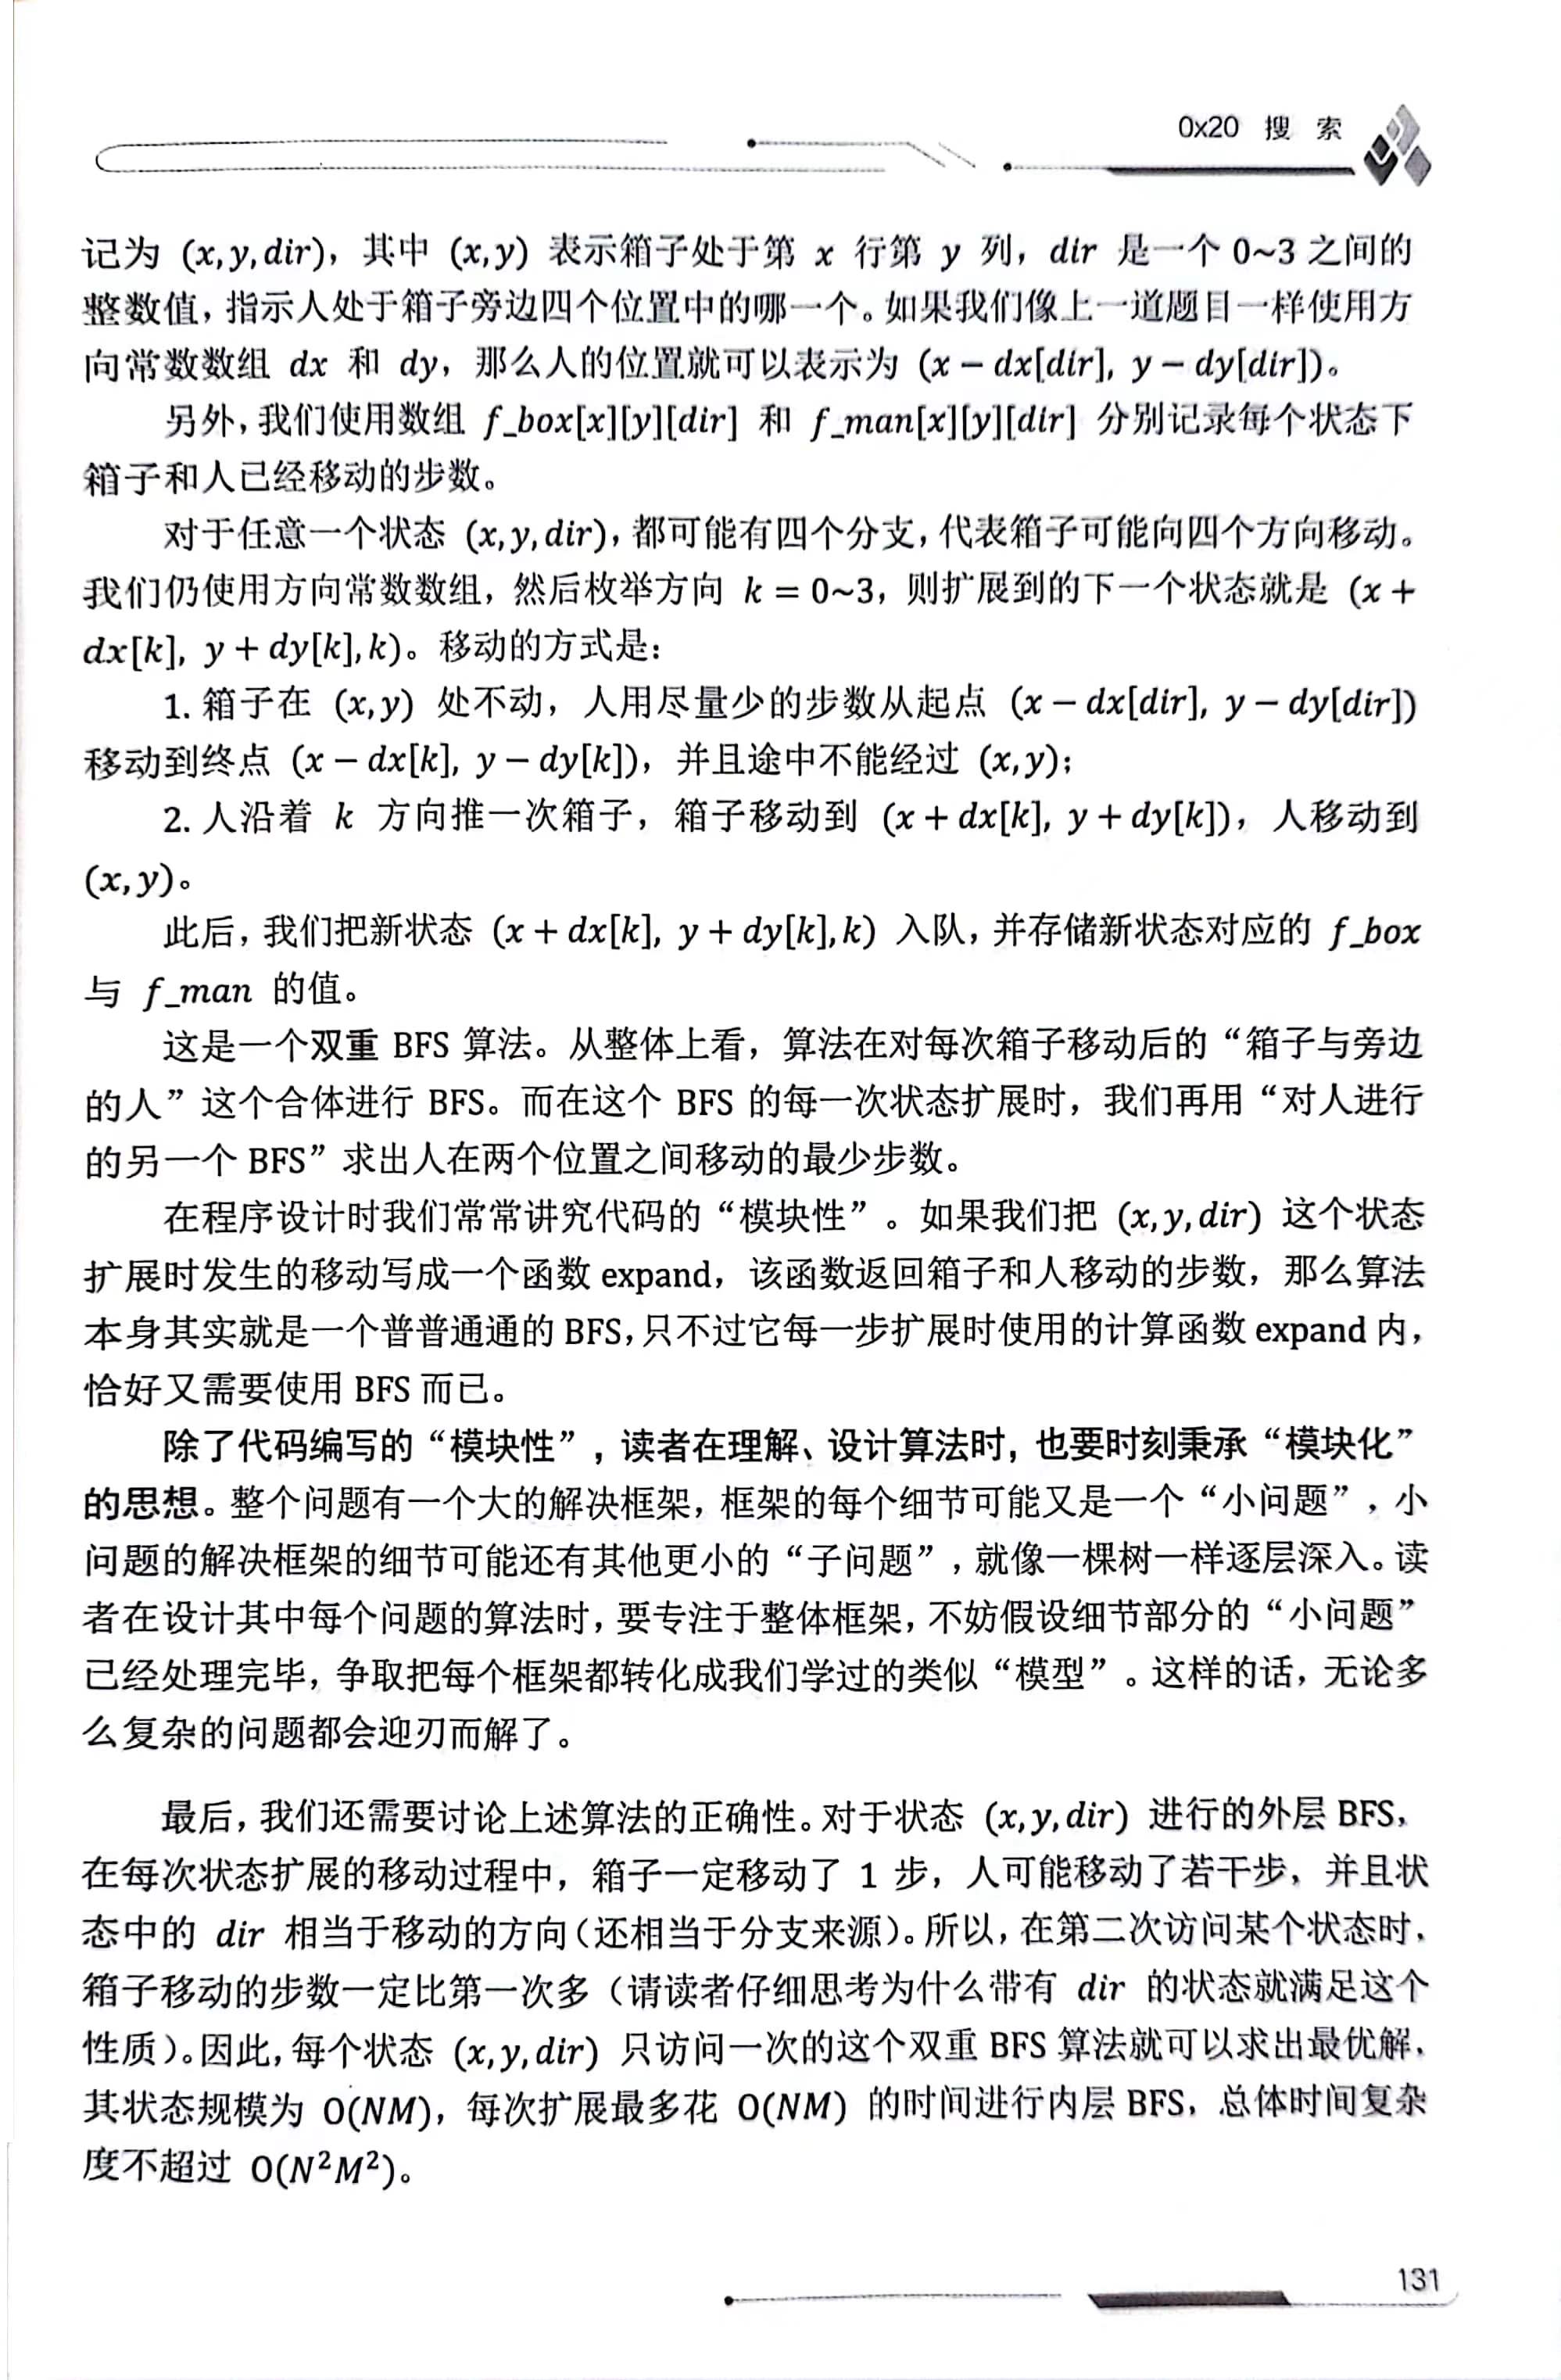 0x20 搜 索
记为 (x,y,dir)，其中 (x,y) 表示箱子处于第 x 行第 y 列，dir 是一个 0~3 之间的
整数值，指示人处于箱子旁边四个位置中的哪一个。如果我们像上一道题目一样使用方
向常数数组 dx 和 dy，那么人的位置就可以表示为 (x − dx[dir], y − dy[dir])。
另外，我们使用数组 f_box[x][y][dir] 和 f_man[x][y][dir] 分别记录每个状态下
箱子和人已经移动的步数。
对于任意一个状态 (x,y,dir)，都可能有四个分支，代表箱子可能向四个方向移动。
我们仍使用方向常数数组，然后枚举方向 k = 0~3，则扩展到的下一个状态就是 (x +
dx[k], y + dy[k],k)。移动的方式是：
1. 箱子在 (x,y) 处不动，人用尽量少的步数从起点 (x − dx[dir], y − dy[dir])
移动到终点 (x − dx[k], y − dy[k])，并且途中不能经过 (x,y)；
2. 人沿着 k 方向推一次箱子，箱子移动到 (x + dx[k], y + dy[k])，人移动到
(x,y)。
此后，我们把新状态 (x + dx[k], y + dy[k],k) 入队，并存储新状态对应的 f_box
与 f_man 的值。
这是一个双重 BFS 算法。从整体上看，算法在对每次箱子移动后的“箱子与旁边
的人”这个合体进行 BFS。而在这个 BFS 的每一次状态扩展时，我们再用“对人进行
的另一个 BFS”求出人在两个位置之间移动的最少步数。
在程序设计时我们常常讲究代码的“模块性”。如果我们把 (x,y,dir) 这个状态
扩展时发生的移动写成一个函数 expand，该函数返回箱子和人移动的步数，那么算法
本身其实就是一个普普通通的 BFS，只不过它每一步扩展时使用的计算函数 expand 内，
恰好又需要使用 BFS 而已。
除了代码编写的“模块性”，读者在理解、设计算法时，也要时刻秉承“模块化”
的思想。整个问题有一个大的解决框架，框架的每个细节可能又是一个“小问题”，小
问题的解决框架的细节可能还有其他更小的“子问题”，就像一棵树一样逐层深入。读
者在设计其中每个问题的算法时，要专注于整体框架，不妨假设细节部分的“小问题”
已经处理完毕，争取把每个框架都转化成我们学过的类似“模型”。这样的话，无论多
么复杂的问题都会迎刃而解了。
最后，我们还需要讨论上述算法的正确性。对于状态 (x,y,dir) 进行的外层 BFS，
在每次状态扩展的移动过程中，箱子一定移动了 1 步，人可能移动了若干步，并且状
态中的 dir 相当于移动的方向（还相当于分支来源）。所以，在第二次访问某个状态时，
箱子移动的步数一定比第一次多（请读者仔细思考为什么带有 dir 的状态就满足这个
性质）。因此，每个状态 (x,y,dir) 只访问一次的这个双重 BFS 算法就可以求出最优解，
其状态规模为 O(NM)，每次扩展最多花 O(NM) 的时间进行内层 BFS，总体时间复杂
度不超过 O(N²M²)。
131